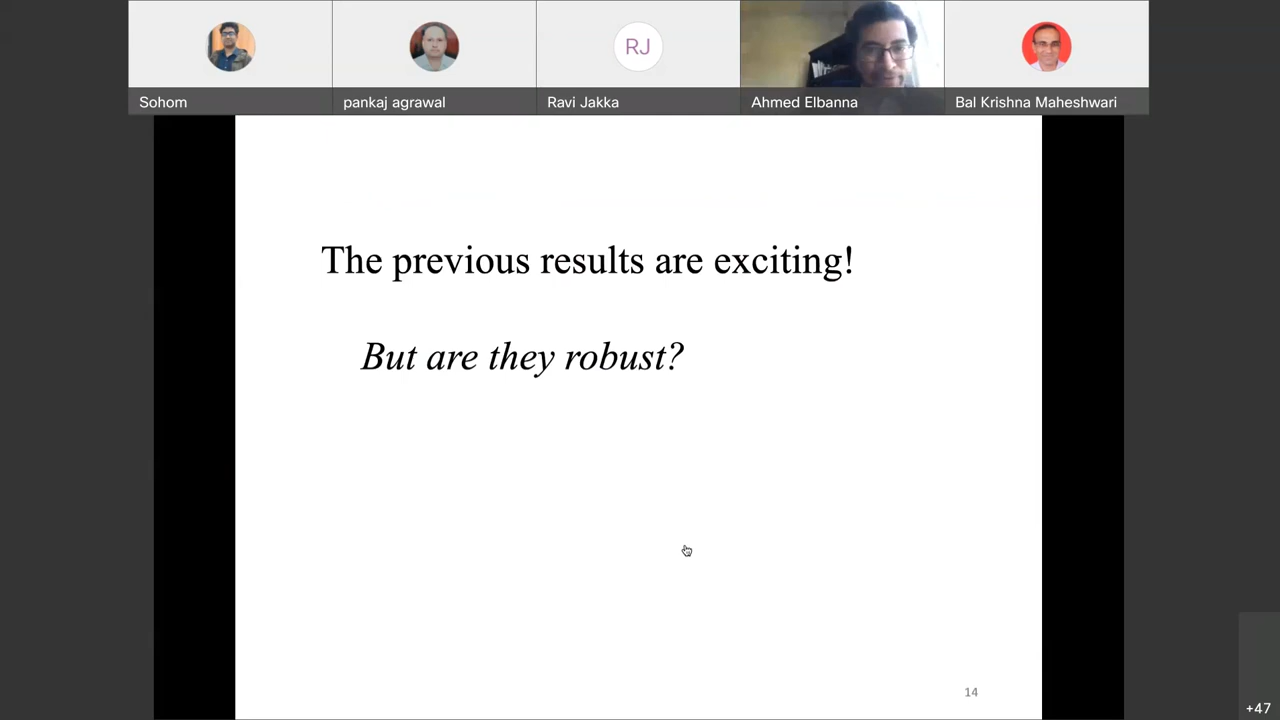 RJ
Sohom
pankaj agrawal
Ravi Jakka
Ahmed Elbanna
Bal Krishna Maheshwari
The previous results are exciting!
But are they robust?
14
+47